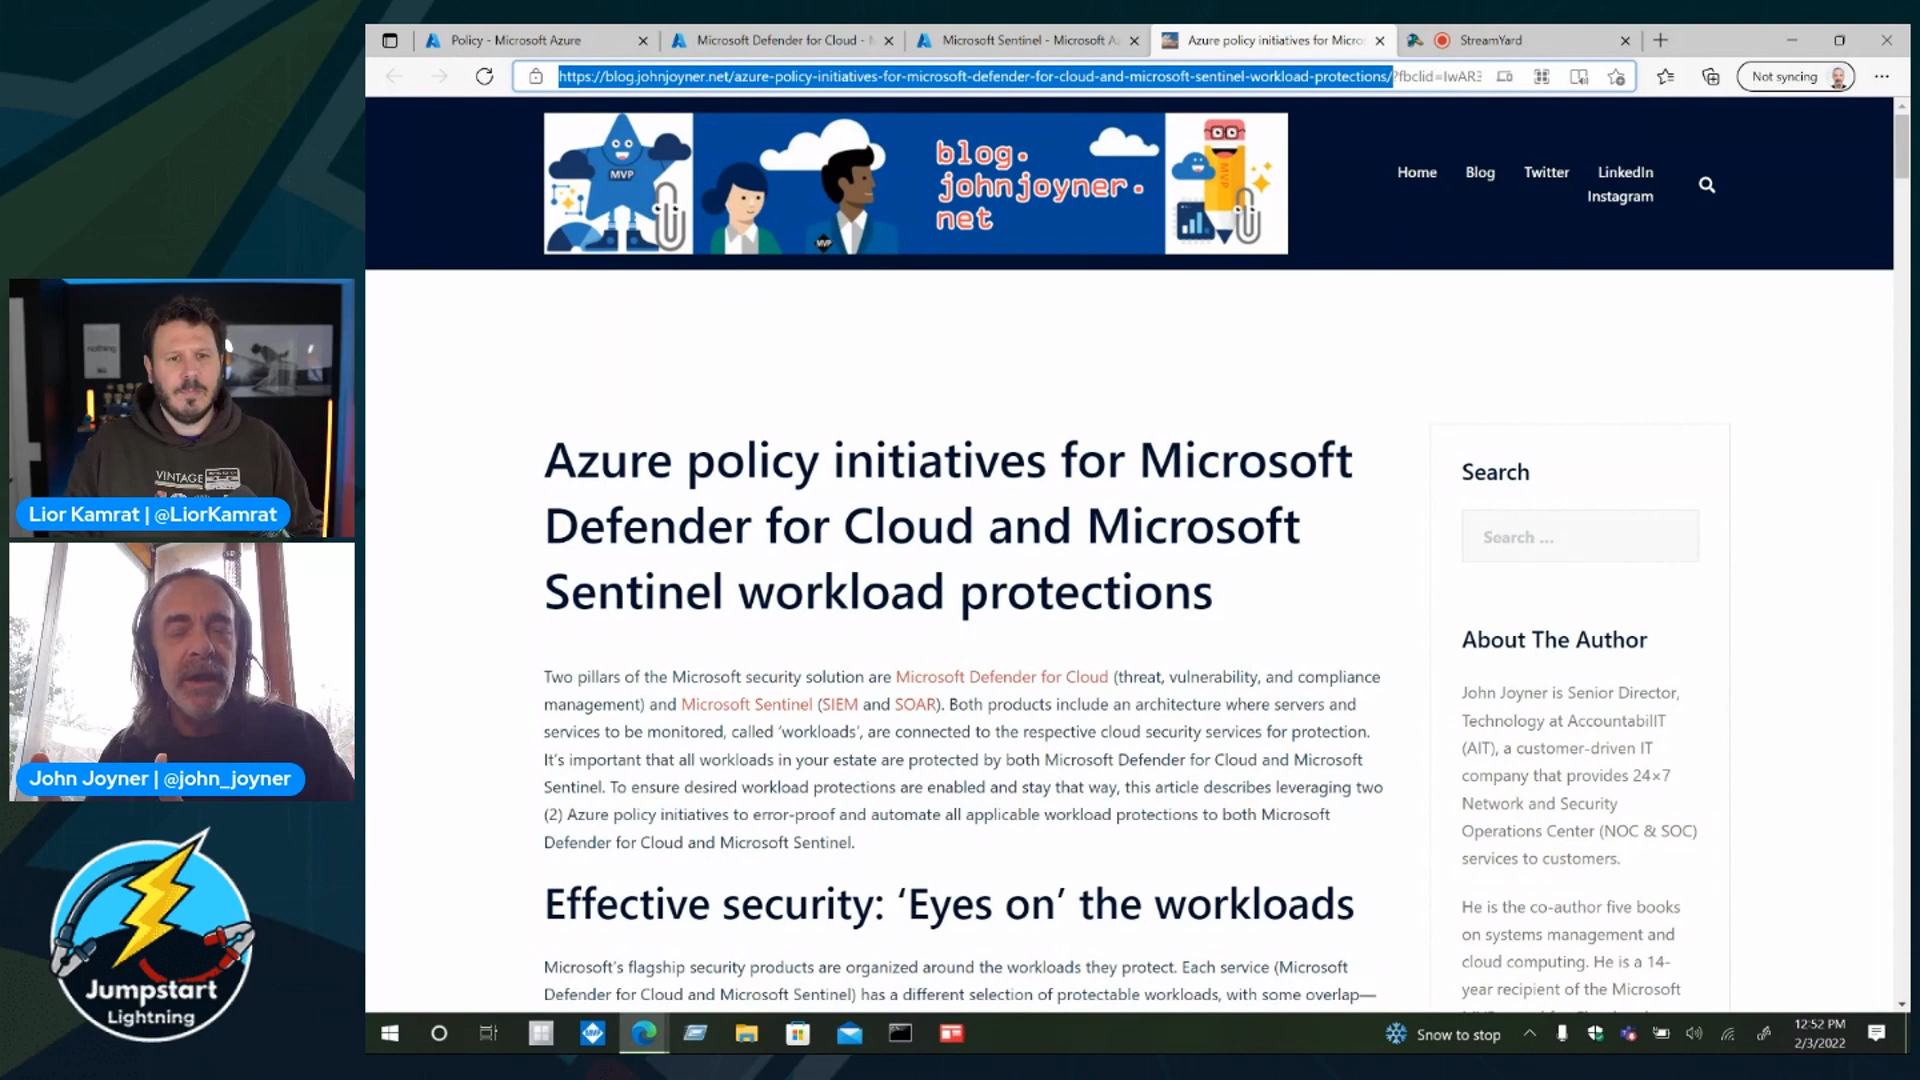 Policy - Microsoft Azure
Microsoft Defender for Cloud -
Microsoft Sentinel - Microsoft A
Azure policy initiatives for Micro
StreamYard
https://blog.johnjoyner.net/azure-policy-initiatives-for-microsoft-defender-for-cloud-and-microsoft-sentinel-workload-protections/?fbclid=IwAR3
Not syncing
MVP
MVP
blog.
johnjoyner.
net
MVP
Home
Blog
Twitter
LinkedIn
Instagram
Azure policy initiatives for Microsoft
Defender for Cloud and Microsoft
Sentinel workload protections
Two pillars of the Microsoft security solution are Microsoft Defender for Cloud (threat, vulnerability, and compliance
management) and Microsoft Sentinel (SIEM and SOAR). Both products include an architecture where servers and
services to be monitored, called ‘workloads’, are connected to the respective cloud security services for protection.
It’s important that all workloads in your estate are protected by both Microsoft Defender for Cloud and Microsoft
Sentinel. To ensure desired workload protections are enabled and stay that way, this article describes leveraging two
(2) Azure policy initiatives to error-proof and automate all applicable workload protections to both Microsoft
Defender for Cloud and Microsoft Sentinel.
Effective security: ‘Eyes on’ the workloads
Microsoft’s flagship security products are organized around the workloads they protect. Each service (Microsoft
Defender for Cloud and Microsoft Sentinel) has a different selection of protectable workloads, with some overlap—
Search
Search ...
About The Author
John Joyner is Senior Director,
Technology at AccountabilIT
(AIT), a customer-driven IT
company that provides 24×7
Network and Security
Operations Center (NOC & SOC)
services to customers.
He is the co-author five books
on systems management and
cloud computing. He is a 14-
year recipient of the Microsoft
nothing
VINTAGE
Lior Kamrat | @LiorKamrat
John Joyner | @john_joyner
Jumpstart
Lightning
Snow to stop
12:52 PM
2/3/2022